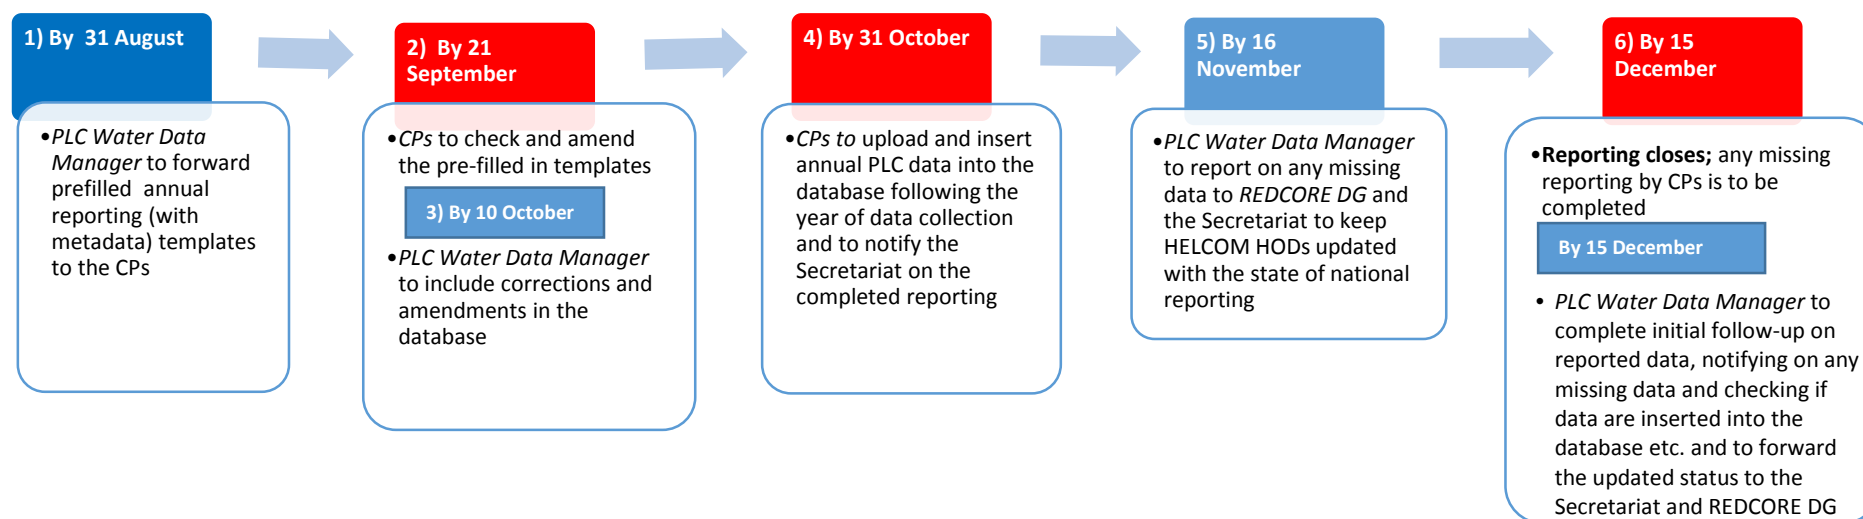 1) By 31 August
•PLC Water Data
Manager to forward
prefilled annual
reporting (with
metadata) templates
to the CPs
2) By 21
September
•CPs to check and amend
the pre-filled in templates
3) By 10 October
•PLC Water Data Manager
to include corrections and
amendments in the
database
4) By 31 October
•CPs to upload and insert
annual PLC data into the
database following the
year of data collection
and to notify the
Secretariat on the
completed reporting
5) By 16
November
•PLC Water Data Manager
to report on any missing
data to REDCORE DG and
the Secretariat to keep
HELCOM HODs updated
with the state of national
reporting
6) By 15
December
•Reporting closes; any missing
reporting by CPs is to be
completed
By 15 December
• PLC Water Data Manager to
complete initial follow-up on
reported data, notifying on any
missing data and checking if
data are inserted into the
database etc. and to forward
the updated status to the
Secretariat and REDCORE DG